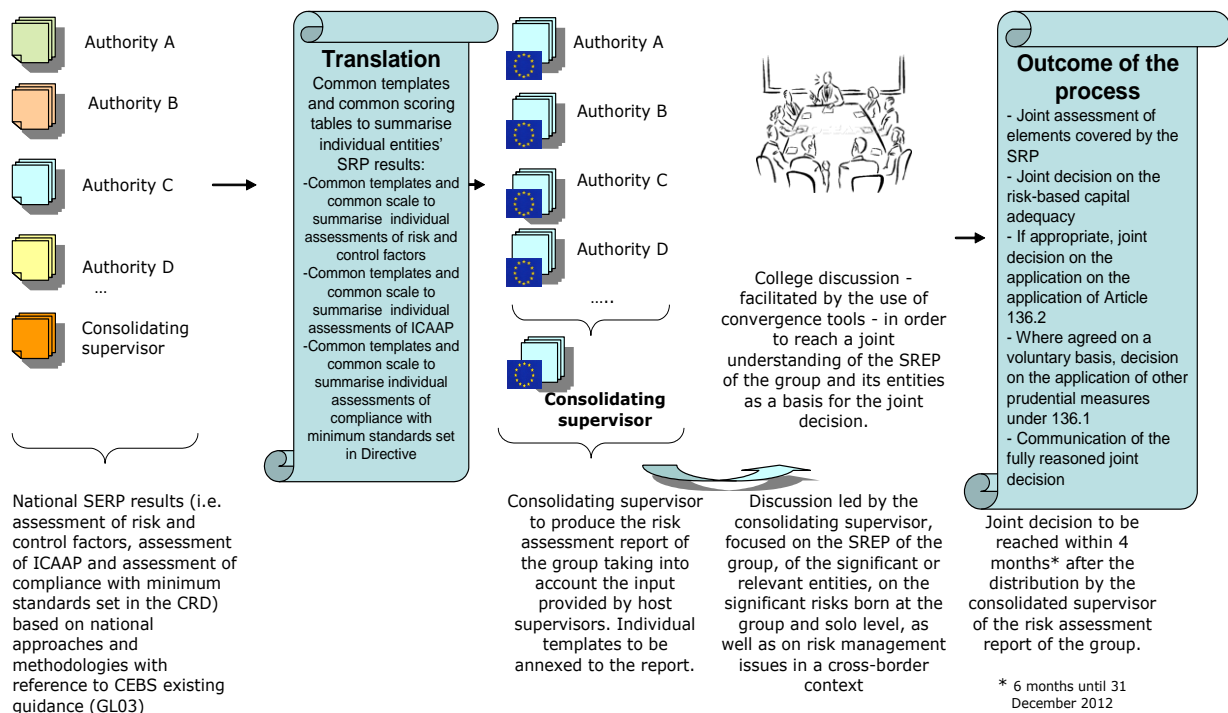 Authority A
Authority B
Authority C
Authority D
…
Consolidating
supervisor
National SERP results (i.e.
assessment of risk and
control factors, assessment
of ICAAP and assessment of
compliance with minimum
standards set in the CRD)
based on national
approaches and
methodologies with
reference to CEBS existing
guidance (GL03)
Translation
Common templates
and common scoring
tables to summarise
individual entities’
SRP results:
-Common templates and
common scale to
summarise individual
assessments of risk and
control factors
-Common templates and
common scale to
summarise individual
assessments of ICAAP
-Common templates and
common scale to
summarise individual
assessments of
compliance with
minimum standards set
in Directive
Authority A
Authority B
Authority C
Authority D
…..
Consolidating
supervisor
Consolidating supervisor
to produce the risk
assessment report of
the group taking into
account the input
provided by host
supervisors. Individual
templates to be
annexed to the report.
College discussion -
facilitated by the use of
convergence tools - in order
to reach a joint
understanding of the SREP
of the group and its entities
as a basis for the joint
decision.
Discussion led by the
consolidating supervisor,
focused on the SREP of the
group, of the significant or
relevant entities, on the
significant risks born at the
group and solo level, as
well as on risk management
issues in a cross-border
context
Outcome of the
process
- Joint assessment of
elements covered by the
SRP
- Joint decision on the
risk-based capital
adequacy
- If appropriate, joint
decision on the
application on the
application of Article
136.2
- Where agreed on a
voluntary basis, decision
on the application of other
prudential measures
under 136.1
- Communication of the
fully reasoned joint
decision
Joint decision to be
reached within 4
months* after the
distribution by the
consolidated supervisor
of the risk assessment
report of the group.
* 6 months until 31
December 2012